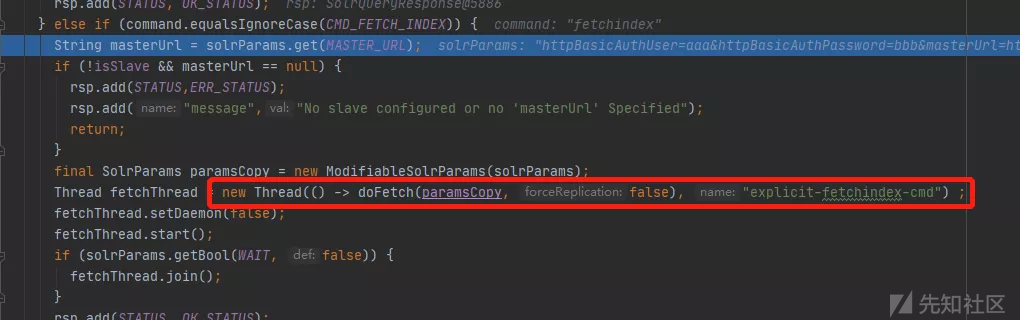 rsp.add(STATUS, OK_STATUS); rsp: SolrQueryResponse@5886
} else if (command.equalsIgnoreCase(CMD_FETCH_INDEX)) { command: "fetchindex"
String masterUrl = solrParams.get(MASTER_URL); solrParams: "httpBasicAuthUser=aaa&httpBasicAuthPassword=bbb&masterUrl=ht
if (!isSlave && masterUrl == null) {
rsp.add(STATUS,ERR_STATUS);
rsp.add( name: "message", val: "No slave configured or no 'masterUrl' Specified");
return;
}
final SolrParams paramsCopy = new ModifiableSolrParams(solrParams);
Thread fetchThread = new Thread(() -> doFetch(paramsCopy, forceReplication: false), name: "explicit-fetchindex-cmd") ;
fetchThread.setDaemon(false);
fetchThread.start();
if (solrParams.getBool(WAIT, def: false)) {
fetchThread.join();
}
rsp.add(STATUS, OK_STATUS);
先知社区